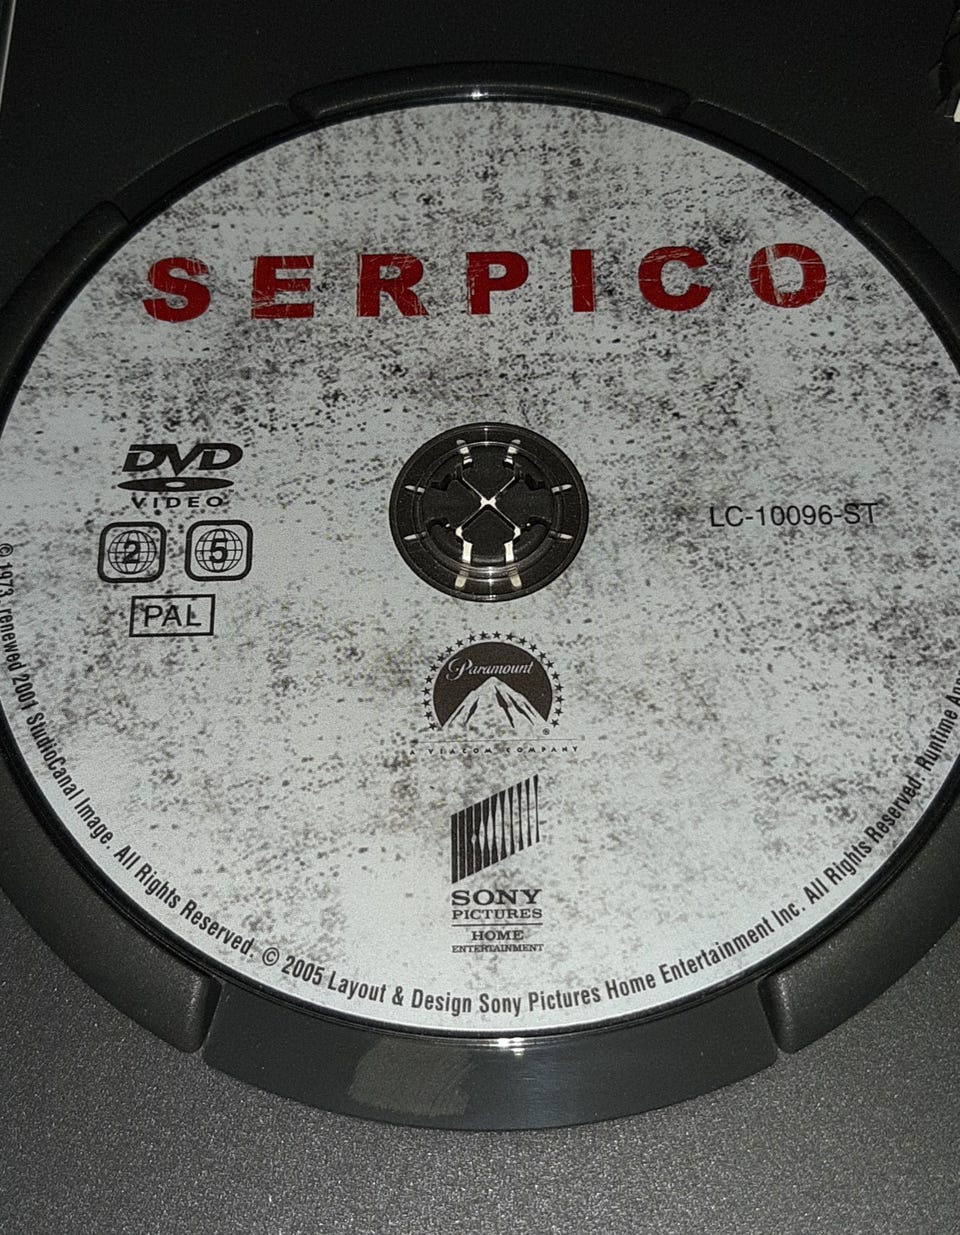 SERPICO
DVD
VIDEO
2 5
PAL
LC-10096-ST
Paramount
®
A VIACOM COMPANY
SONY
PICTURES
HOME
ENTERTAINMENT
© 1973, renewed 2001 StudioCanal Image. All Rights Reserved. © 2005 Layout & Design Sony Pictures Home Entertainment Inc. All Rights Reserved. Runtime